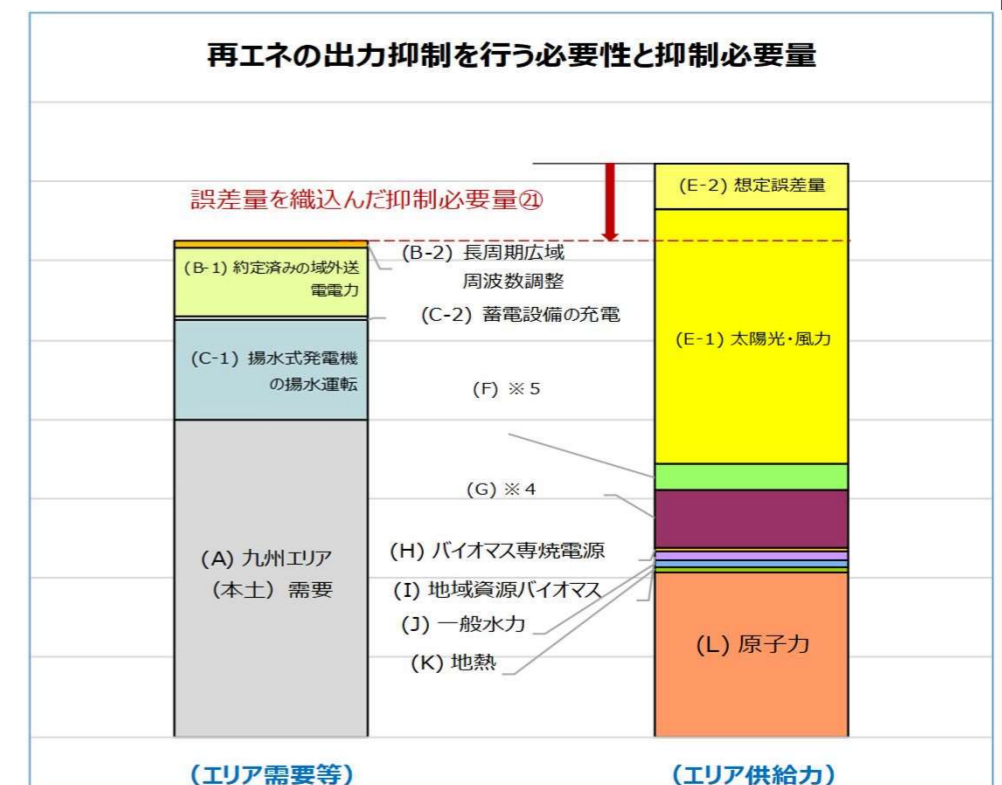 再エネの出力抑制を行う必要性と抑制必要量
誤差量を織込んだ抑制必要量㉑
(B-1) 約定済みの域外送
電電力
(C-1) 揚水式発電機
の揚水運転
(A) 九州エリア
（本土）需要
(B-2) 長周期広域
周波数調整
(C-2) 蓄電設備の充電
(F) ※5
(G) ※4
(H) バイオマス専焼電源
(I) 地域資源バイオマス
(J) 一般水力
(K) 地熱
(E-2) 想定誤差量
(E-1) 太陽光・風力
(L) 原子力
（エリア需要等）
（エリア供給力）